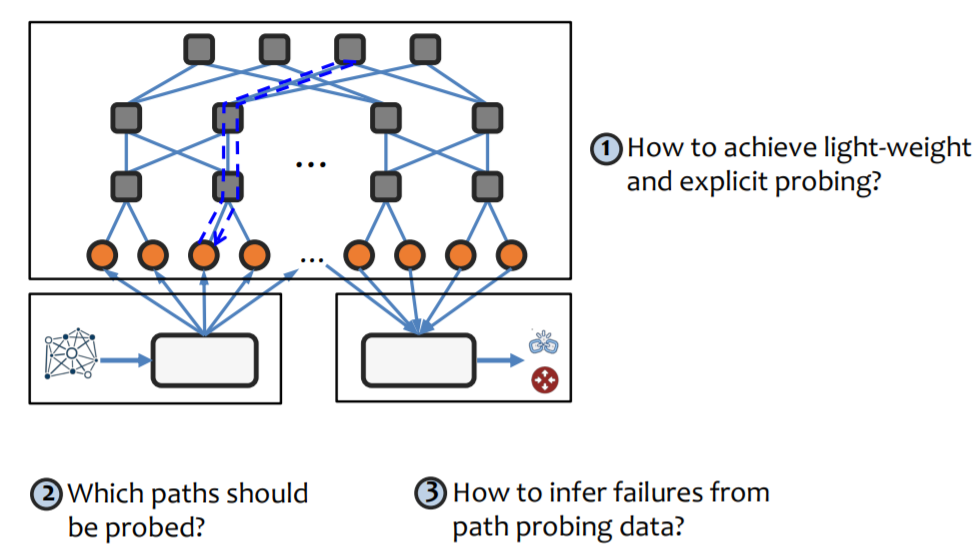 ...
...
1 How to achieve light-weight
and explicit probing?
2 Which paths should
be probed?
3 How to infer failures from
path probing data?